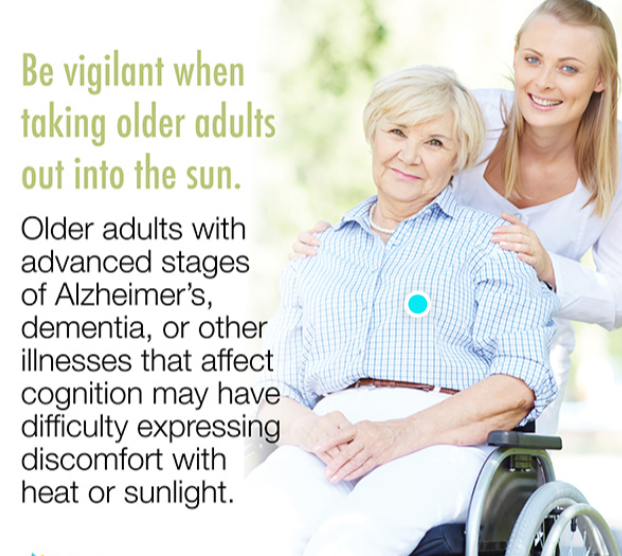 Be vigilant when
taking older adults
out into the sun.
Older adults with
advanced stages
of Alzheimer’s,
dementia, or other
illnesses that affect
cognition may have
difficulty expressing
discomfort with
heat or sunlight.